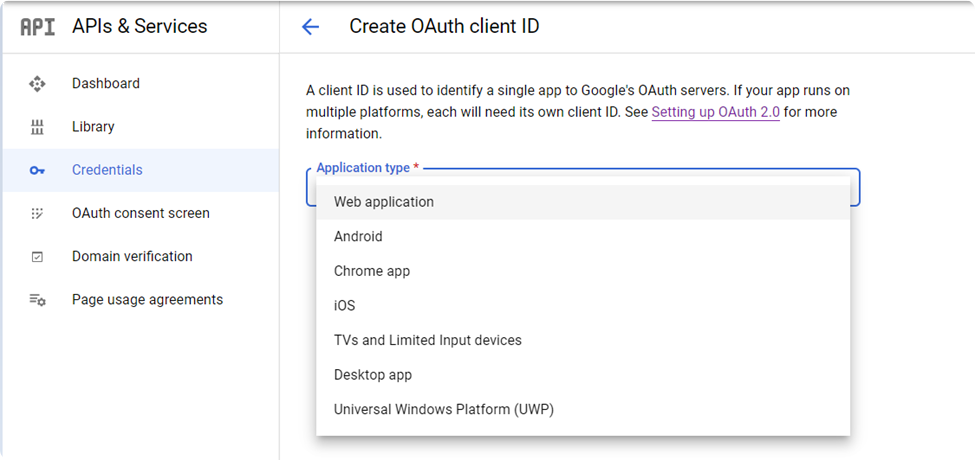 API APIs & Services
Create OAuth client ID
Dashboard
Library
Credentials
OAuth consent screen
Domain verification
Page usage agreements
A client ID is used to identify a single app to Google's OAuth servers. If your app runs on
multiple platforms, each will need its own client ID. See Setting up OAuth 2.0 for more
information.
Application type *
Web application
Android
Chrome app
iOS
TVs and Limited Input devices
Desktop app
Universal Windows Platform (UWP)